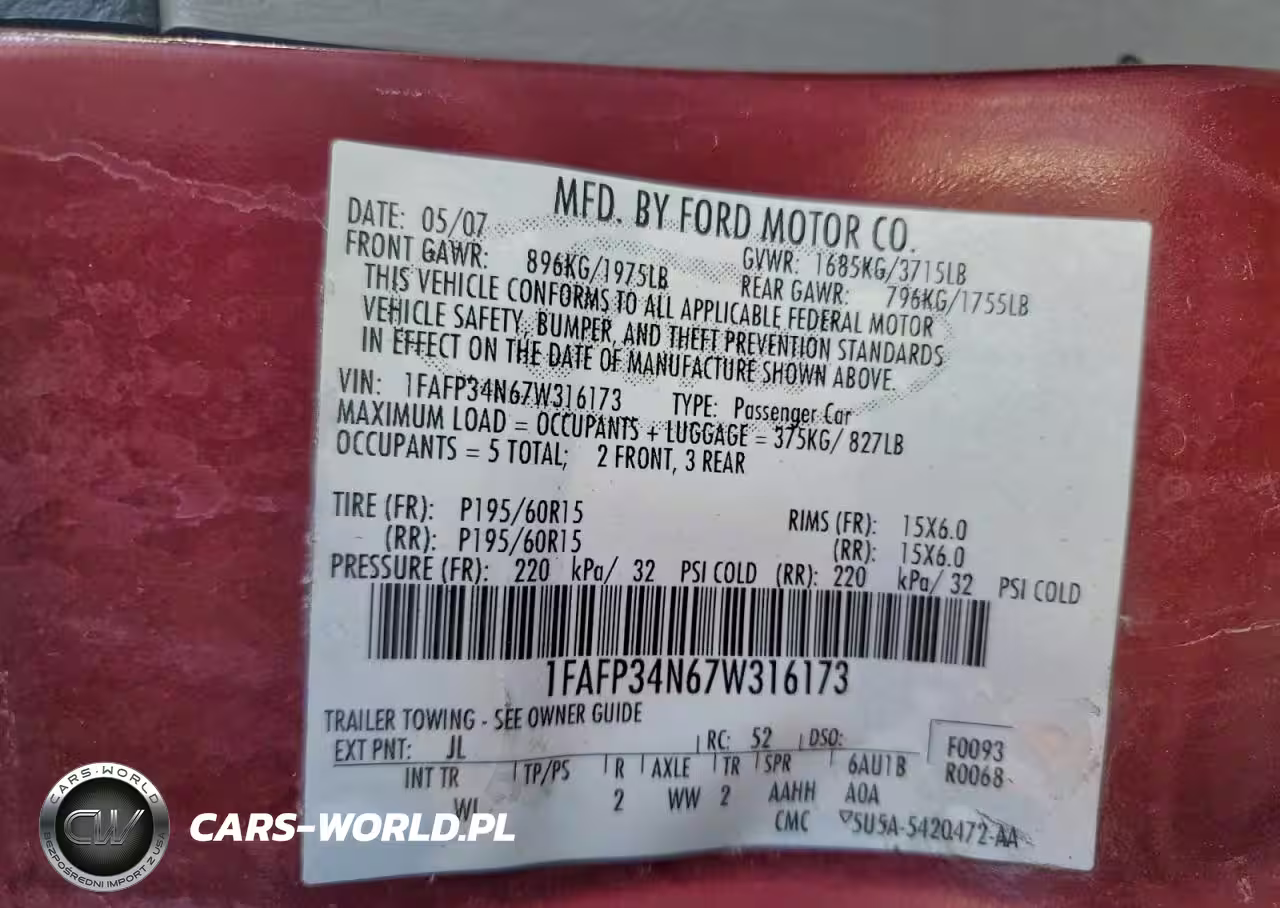 MFD. BY FORD MOTOR CO.
DATE: 05/07 GVWR: 1685KG/3715LB
FRONT GAWR: 896KG/1975LB REAR GAWR: 796KG/1755LB
THIS VEHICLE CONFORMS TO ALL APPLICABLE FEDERAL MOTOR
VEHICLE SAFETY, BUMPER, AND THEFT PREVENTION STANDARDS
IN EFFECT ON THE DATE OF MANUFACTURE SHOWN ABOVE.
VIN: 1FAFP34N67W316173 TYPE: Passenger Car
MAXIMUM LOAD = OCCUPANTS + LUGGAGE = 375KG/ 827LB
OCCUPANTS = 5 TOTAL; 2 FRONT, 3 REAR
TIRE (FR): P195/60R15 RIMS (FR): 15X6.0
(RR): P195/60R15 (RR): 15X6.0
PRESSURE (FR): 220 kPa/ 32 PSI COLD (RR): 220 kPa/ 32 PSI COLD
1FAFP34N67W316173
TRAILER TOWING - SEE OWNER GUIDE
EXT PNT: JL RC: 52 DSO: F0093
INT TR TP/PS R AXLE TR SPR 6AU1B R0068
WL 2 WW 2 AAHH A0A
CMC 5U5A-5420472-AA
CARS-WORLD
CW
BEZPOŚREDNI IMPORT Z USA
CARS-WORLD.PL